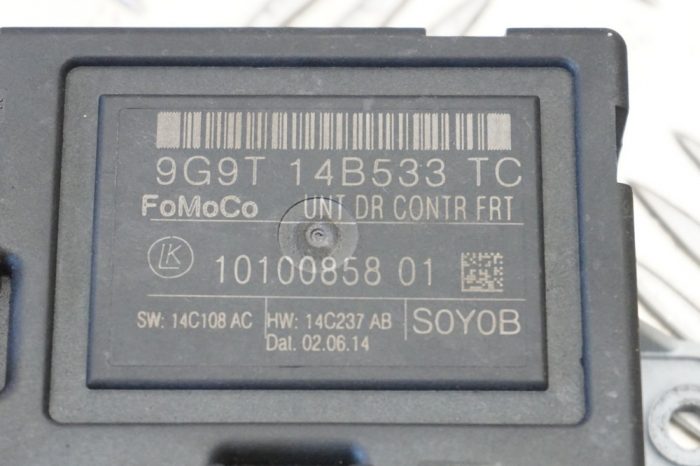 9G9T 14B533 TC
FoMoCo UNT DR CONTR FRT
LK 10100858 01
SW: 14C108 AC HW: 14C237 AB S0Y0B
Dat. 02.06.14